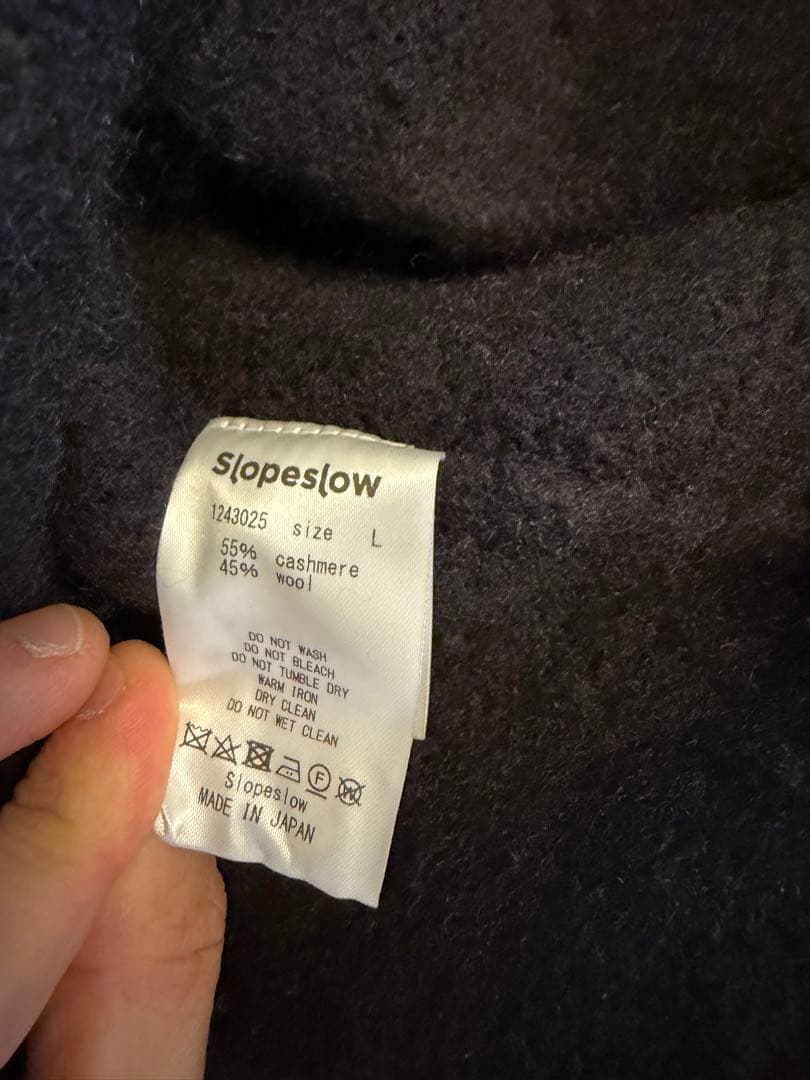 Slopeslow
1243025 size L
55% cashmere
45% wool
DO NOT WASH
DO NOT BLEACH
DO NOT TUMBLE DRY
WARM IRON
DRY CLEAN
DO NOT WET CLEAN
F W
Slopeslow
MADE IN JAPAN